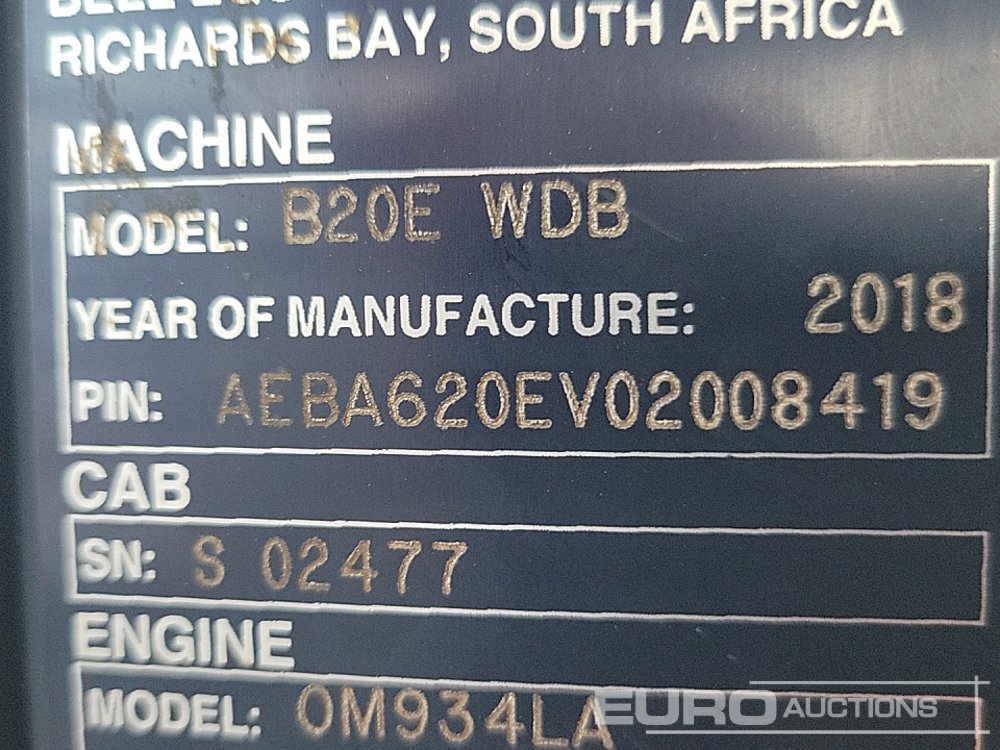 RICHARDS BAY, SOUTH AFRICA
MACHINE
MODEL: B20E WDB
YEAR OF MANUFACTURE: 2018
PIN: AEBA620EV02008419
CAB
SN: S 02477
ENGINE
MODEL: OM934LA
EURO AUCTIONS